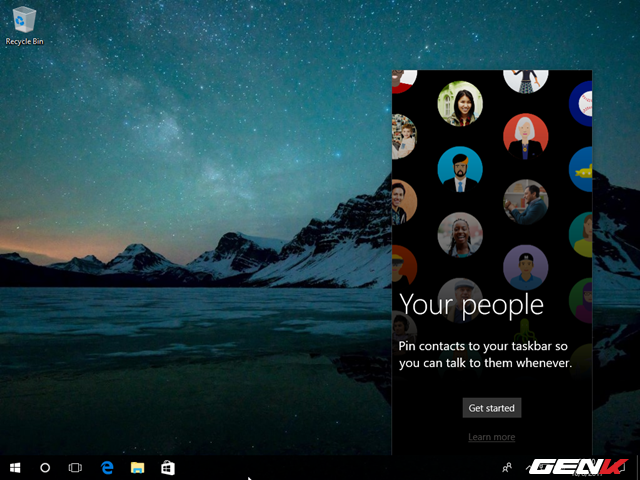 Recycle Bin
Your people
Pin contacts to your taskbar so
you can talk to them whenever.
Get started
Learn more
GENK